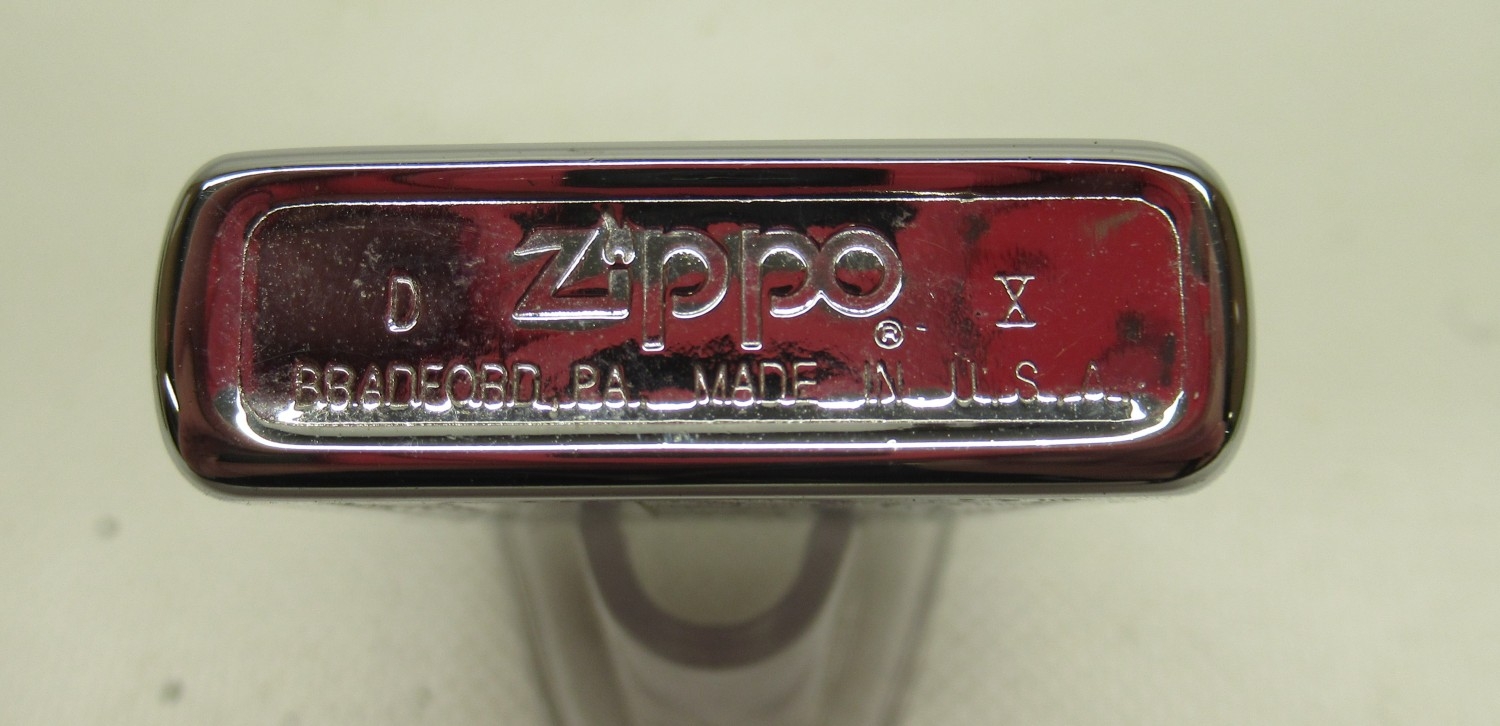 D Zippo® X
BRADFORD, PA. MADE IN U.S.A.